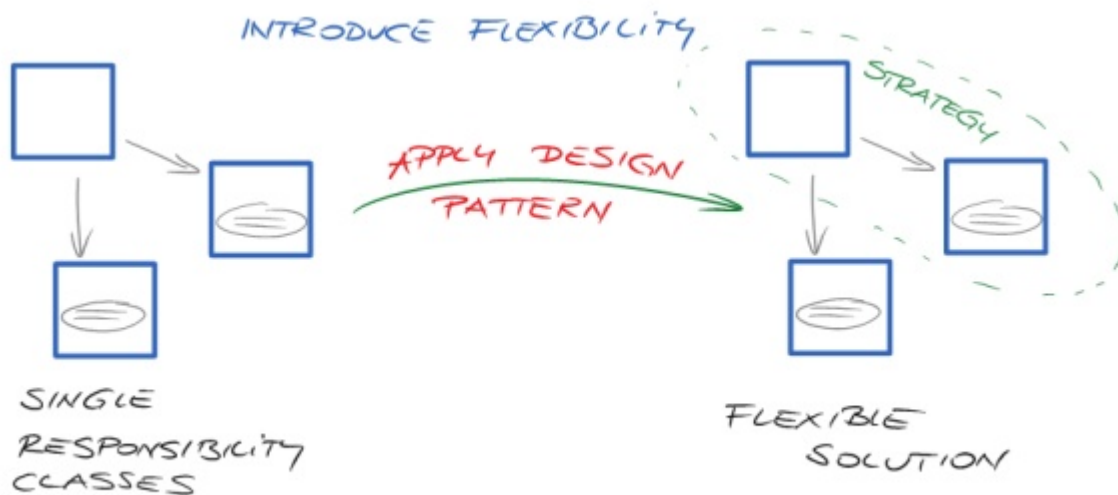 INTRODUCE FLEXIBILITY
STRATEGY
APPLY DESIGN
PATTERN
SINGLE
RESPONSIBILITY
CLASSES
FLEXIBLE
SOLUTION